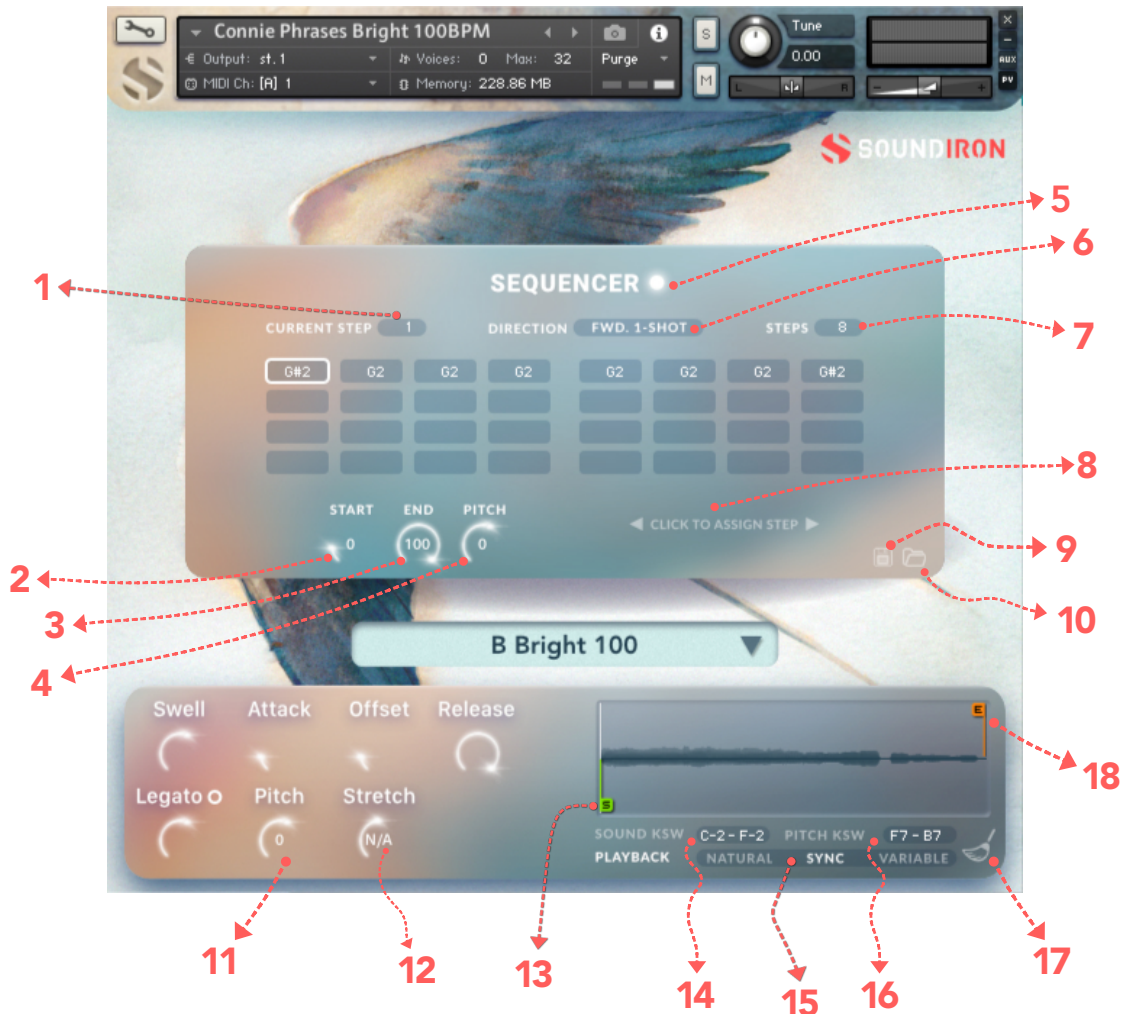 Connie Phrases Bright 100BPM
Output: st.1 Voices: 0 Max: 32 Purge
MIDI Ch: [A] 1 Memory: 228.86 MB
S
M
Tune
0.00
L R
- +
×
-
AUX
PV
SOUNDIRON
5
6
SEQUENCER
1
CURRENT STEP 1 DIRECTION FWD. 1-SHOT STEPS 8
7
G#2 G2 G2 G2 G2 G2 G2 G#2
8
START END PITCH
CLICK TO ASSIGN STEP
0 100 0
9
2
3
10
4
B Bright 100
Swell Attack Offset Release
E
18
Legato Pitch Stretch
S
0 N/A
SOUND KSW C-2 - F-2 PITCH KSW F7 - B7
PLAYBACK NATURAL SYNC VARIABLE
11 12 13 14 15 16 17